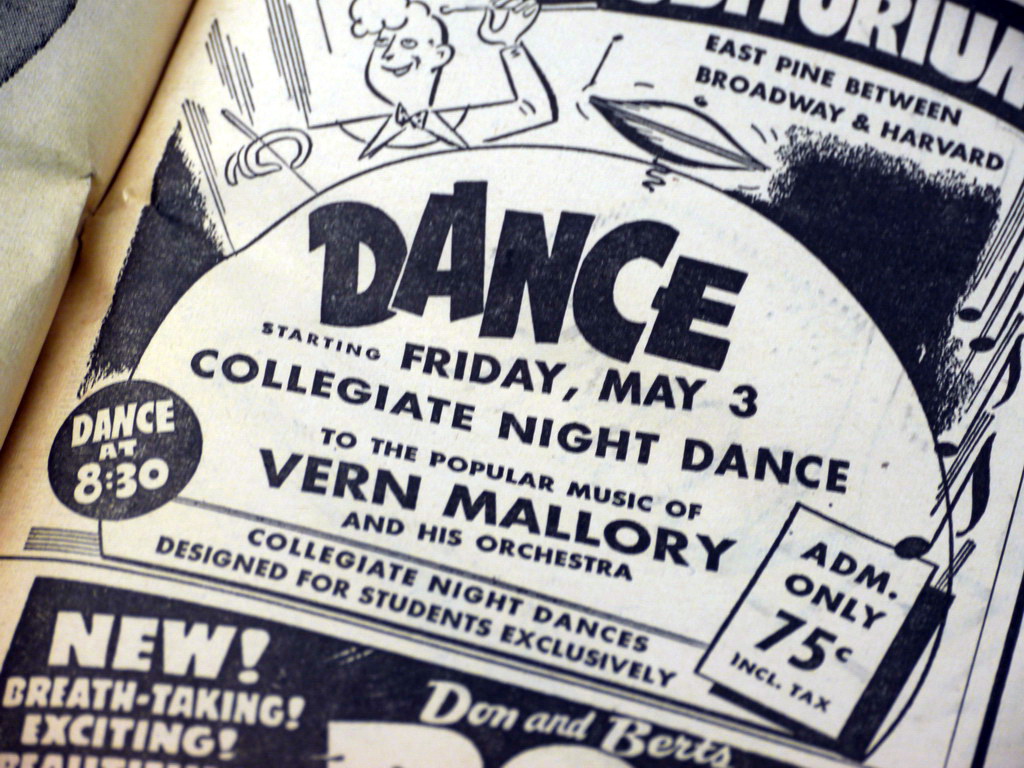 EAST PINE BETWEEN
BROADWAY & HARVARD
DANCE
STARTING FRIDAY, MAY 3
COLLEGIATE NIGHT DANCE
TO THE POPULAR MUSIC OF
VERN MALLORY
AND HIS ORCHESTRA
DANCE
AT
8:30
COLLEGIATE NIGHT DANCES
DESIGNED FOR STUDENTS EXCLUSIVELY
ADM.
ONLY
75c
INCL. TAX
NEW!
BREATH-TAKING!
EXCITING!
Don and Bert's